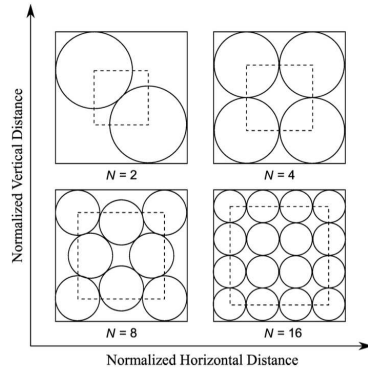 Normalized Vertical Distance
N = 2
N = 4
N = 8
N = 16
Normalized Horizontal Distance